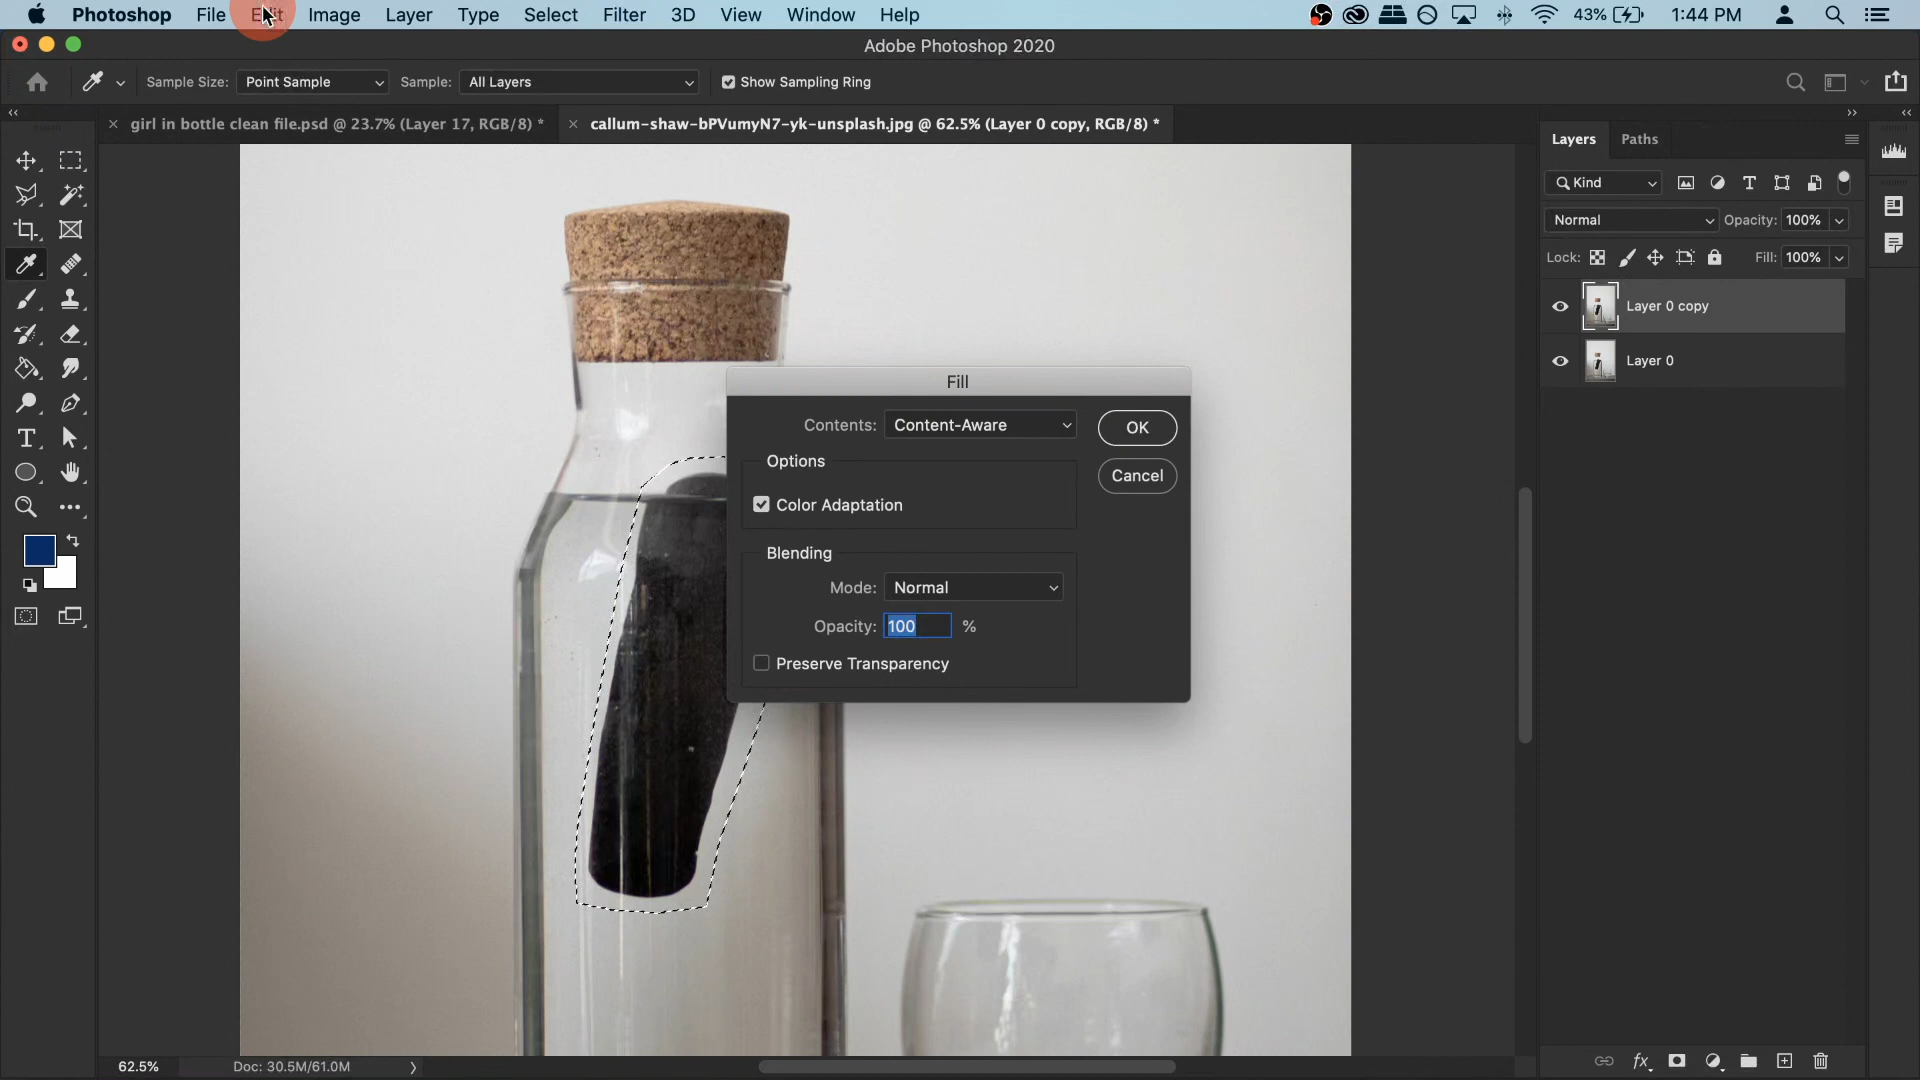 Photoshop File Edit Image Layer Type Select Filter 3D View Window Help 43% 1:44 PM
Adobe Photoshop 2020
Sample Size: Point Sample Sample: All Layers Show Sampling Ring
girl in bottle clean file.psd @ 23.7% (Layer 17, RGB/8) *
callum-shaw-bPVumyN7-yk-unsplash.jpg @ 62.5% (Layer 0 copy, RGB/8) *
Layers Paths
Kind
Normal Opacity: 100%
Lock: Fill: 100%
Layer 0 copy
Layer 0
Fill
Contents: Content-Aware OK
Options
Cancel
Color Adaptation
Blending
Mode: Normal
Opacity: 100 %
Preserve Transparency
62.5% Doc: 30.5M/61.0M